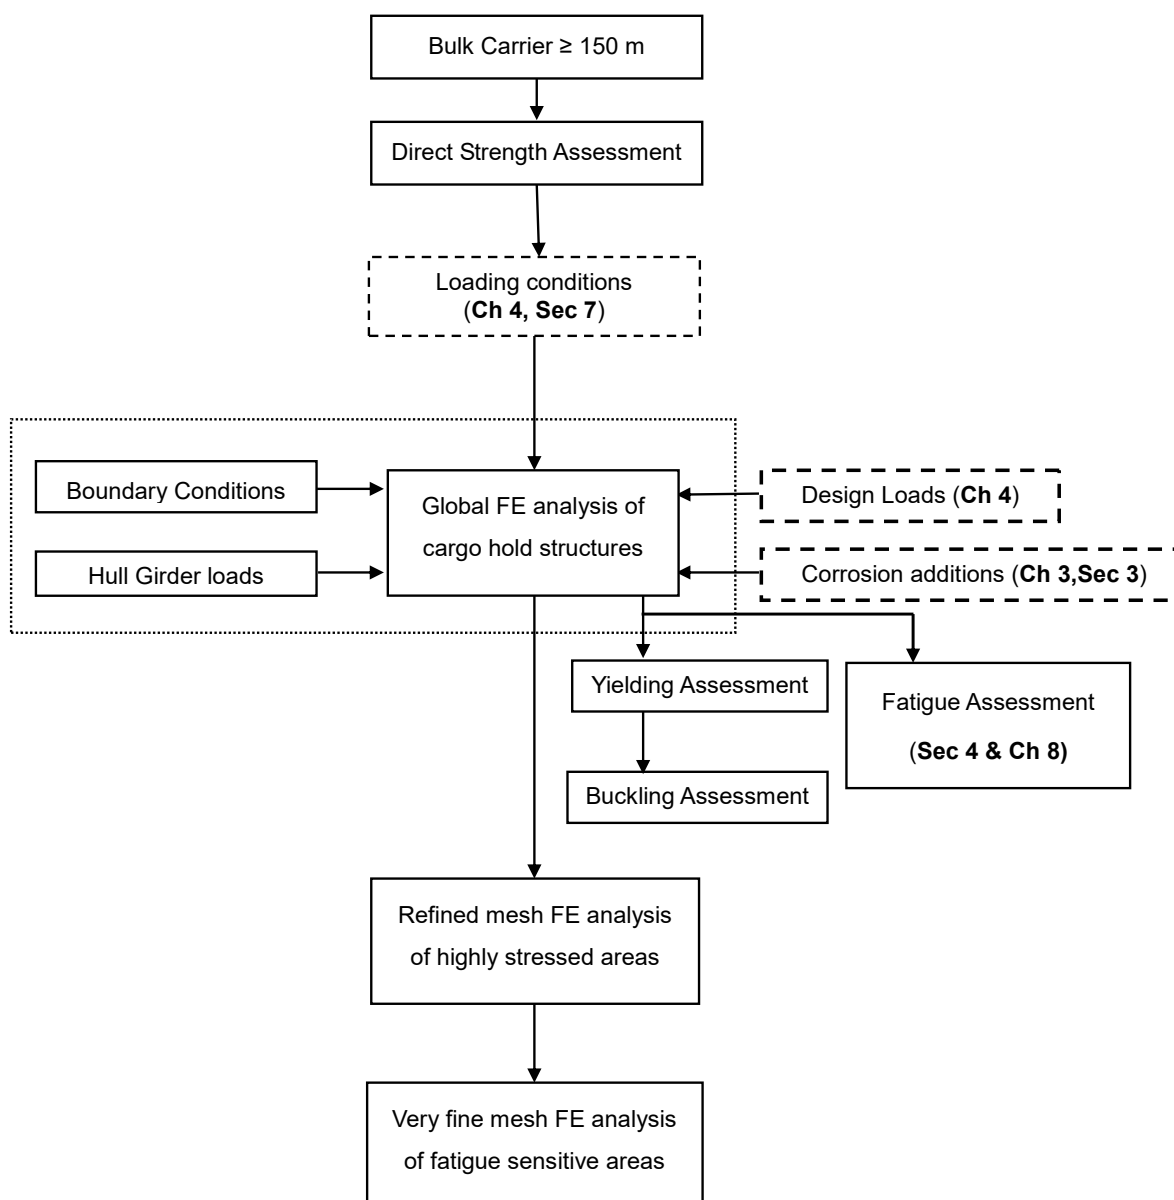 Bulk Carrier ≥ 150 m
Direct Strength Assessment
Loading conditions
(Ch 4, Sec 7)
Boundary Conditions
Hull Girder loads
Global FE analysis of
cargo hold structures
Design Loads (Ch 4)
Corrosion additions (Ch 3,Sec 3)
Yielding Assessment
Buckling Assessment
Fatigue Assessment
(Sec 4 & Ch 8)
Refined mesh FE analysis
of highly stressed areas
Very fine mesh FE analysis
of fatigue sensitive areas